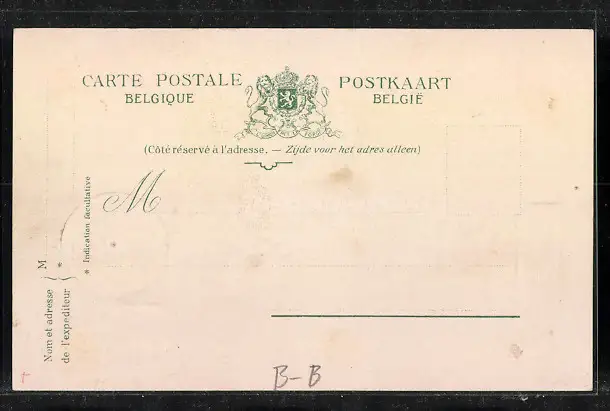 CARTE POSTALE POSTKAART
BELGIQUE BELGIË
(Côté réservé à l'adresse. — Zijde voor het adres alleen)
M
* Indication facultative
M *
Nom et adresse
de l'expéditeur
B-B